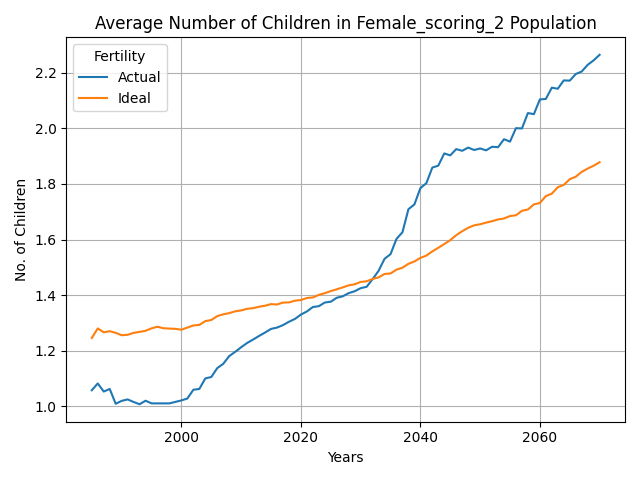 Average Number of Children in Female_scoring_2 Population
Fertility
Actual
Ideal
No. of Children
2.2
2.0
1.8
1.6
1.4
1.2
1.0
2000 2020 2040 2060
Years